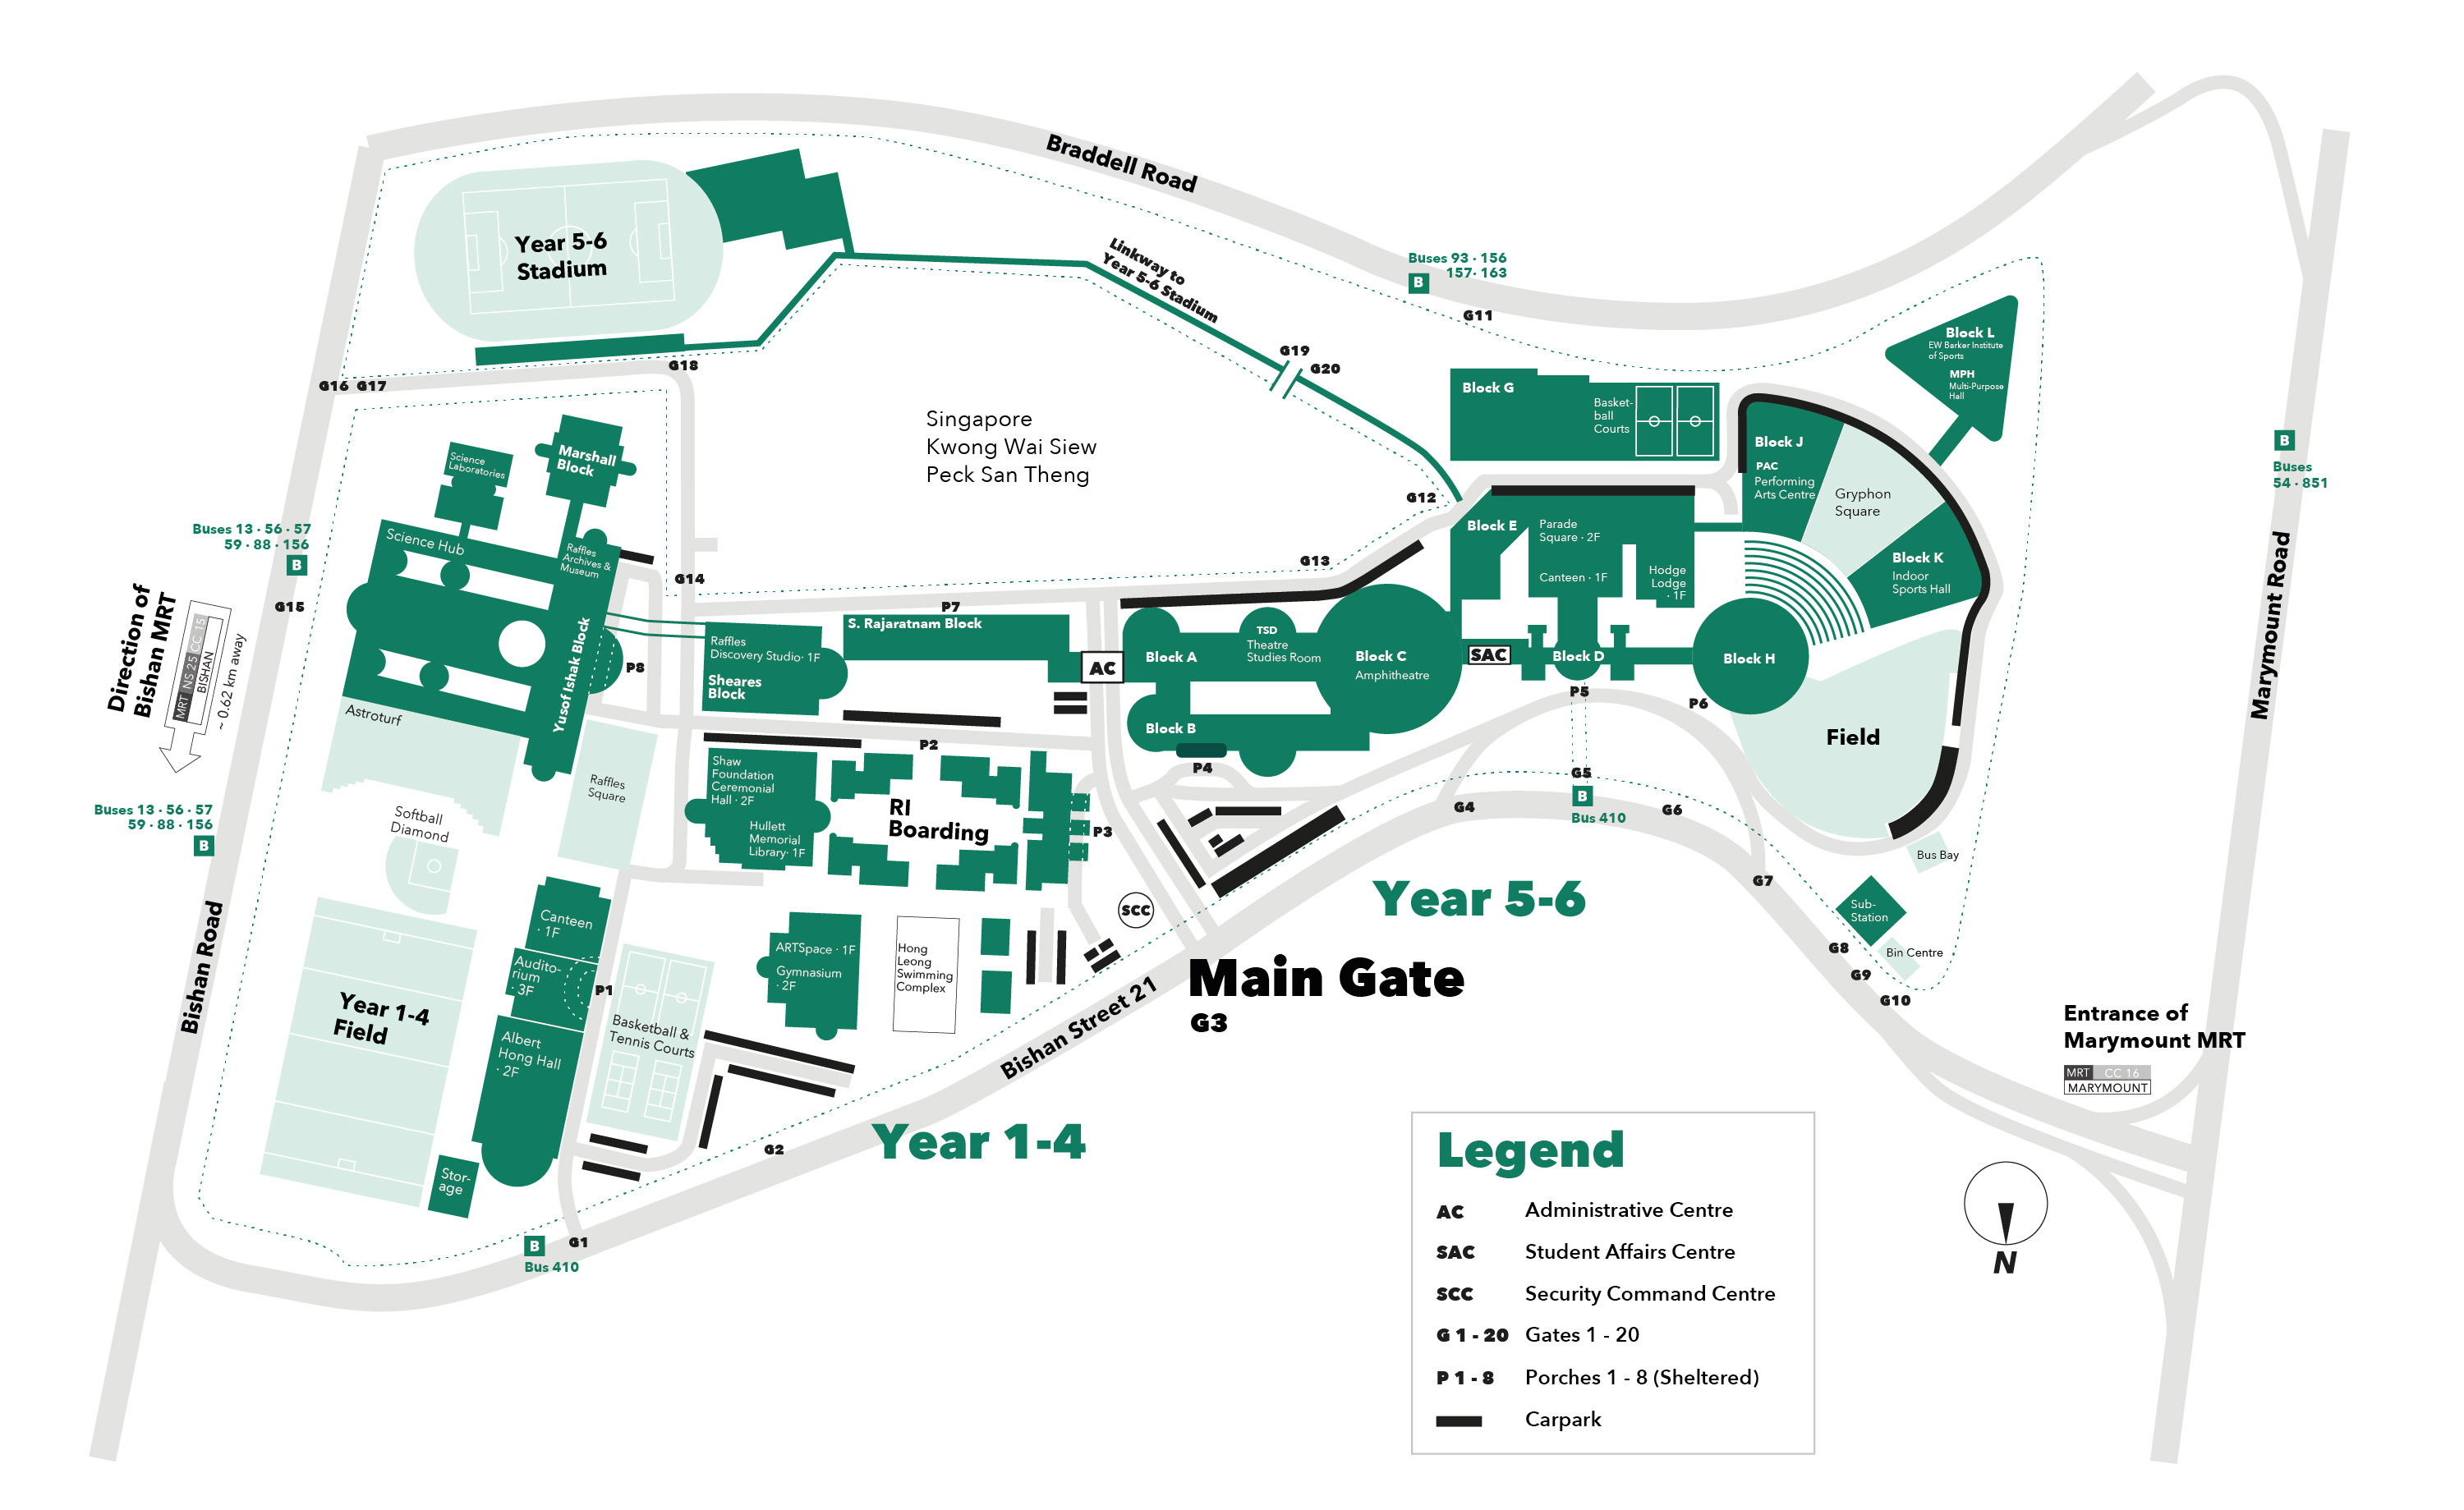 Braddell Road
Year 5-6
Stadium
Linkway to
Year 5-6 Stadium
Buses 93 · 156
157 · 163
B
G11
G19
G20
G18
G16 G17
Singapore
Kwong Wai Siew
Peck San Theng
Block G
Basket-
ball
Courts
Block L
EW Barker Institute
of Sports
MPH
Multi-Purpose
Hall
Block J
PAC
Performing
Arts Centre
Gryphon
Square
Block K
Indoor
Sports Hall
B
Buses
54 · 851
Marymount Road
G12
G13
Block E
Parade
Square · 2F
Canteen · 1F
Hodge
Lodge
· 1F
Marshall
Block
Science
Laboratories
Science Hub
Raffles
Archives &
Museum
Yusof Ishak Block
Buses 13 · 56 · 57
59 · 88 · 156
B
G15
G14
Direction of
Bishan MRT
MRT NS 25 CC 15
BISHAN
~ 0.62 km away
P7
S. Rajaratnam Block
Raffles
Discovery Studio · 1F
Sheares
Block
P8
AC
Block A
TSD
Theatre
Studies Room
Block C
Amphitheatre
Block B
P4
SAC
Block D
P5
Block H
P6
Field
Astroturf
Raffles
Square
Softball
Diamond
Buses 13 · 56 · 57
59 · 88 · 156
B
P2
Shaw
Foundation
Ceremonial
Hall · 2F
Hullett
Memorial
Library · 1F
RI
Boarding
P3
SCC
G5
B
Bus 410
G4
G6
G7
Bus Bay
Sub-
Station
Bin Centre
G8
G9
G10
Year 5-6
Main Gate
G3
Bishan Road
Canteen
· 1F
Audito-
rium
· 3F
P1
Albert
Hong Hall
· 2F
Year 1-4
Field
Stor-
age
Basketball &
Tennis Courts
ARTSpace · 1F
Gymnasium
· 2F
Hong
Leong
Swimming
Complex
Bishan Street 21
Year 1-4
G2
G1
B
Bus 410
Entrance of
Marymount MRT
MRT CC 16
MARYMOUNT
N
Legend
AC Administrative Centre
SAC Student Affairs Centre
SCC Security Command Centre
G 1 - 20 Gates 1 - 20
P 1 - 8 Porches 1 - 8 (Sheltered)
Carpark